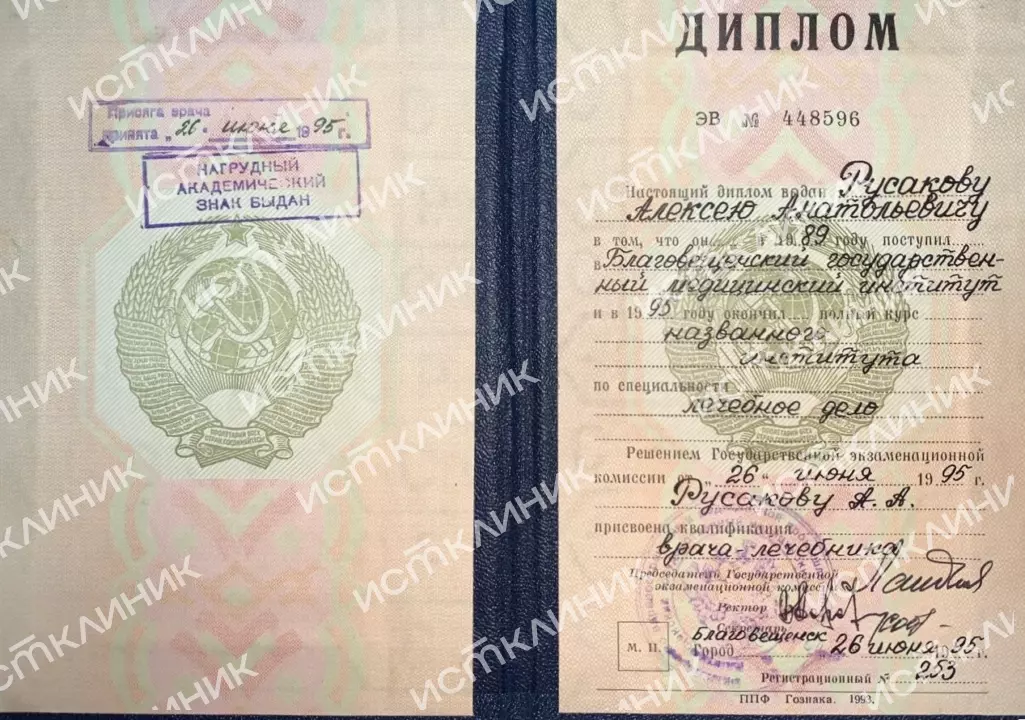 Присяга врача
принята „26" июня 1995 г.
НАГРУДНЫЙ
АКАДЕМИЧЕСКИЙ
ЗНАК ВЫДАН
ДИПЛОМ
ЭВ № 448596
Настоящий диплом выдан Русакову
Алексею Анатольевичу
в том, что он в 1989 году поступил
в Благовещенский государствен-
ный медицинский институт
и в 1995 году окончил полный курс
названного
института
по специальности
лечебное дело
Решением Государственной экзаменационной
комиссии от „26" июня 1995 г.
Русакову А. А.
присвоена квалификация
врача-лечебника
Председатель Государственной
экзаменационной комиссии
Ректор
Секретарь
М. П.
Город Благовещенск 26 июня 1995 г.
Регистрационный № 253
ППФ Гознака. 1993.
ИСТКЛИНИК